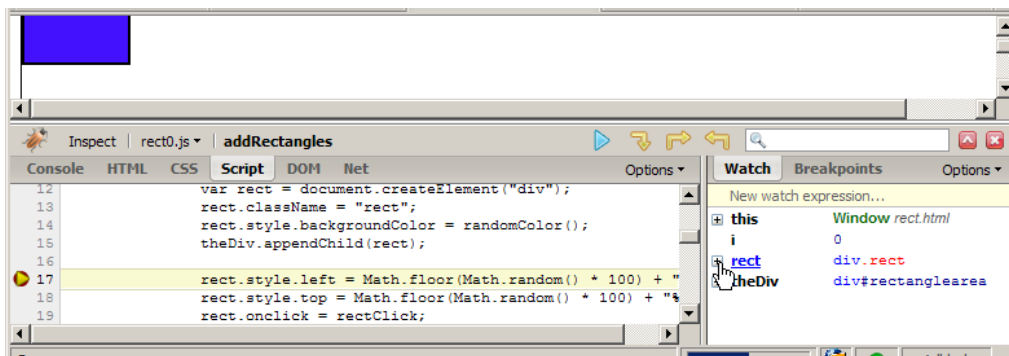 Inspect | rect0.js ▾ | addRectangles
Console HTML CSS Script DOM Net Options ▾
12 var rect = document.createElement("div");
13 rect.className = "rect";
14 rect.style.backgroundColor = randomColor();
15 theDiv.appendChild(rect);
16
17 rect.style.left = Math.floor(Math.random() * 100) + "
18 rect.style.top = Math.floor(Math.random() * 100) + "%
19 rect.onclick = rectClick;
Watch Breakpoints Options ▾
New watch expression...
this Window rect.html
i 0
rect div.rect
theDiv div#rectanglearea